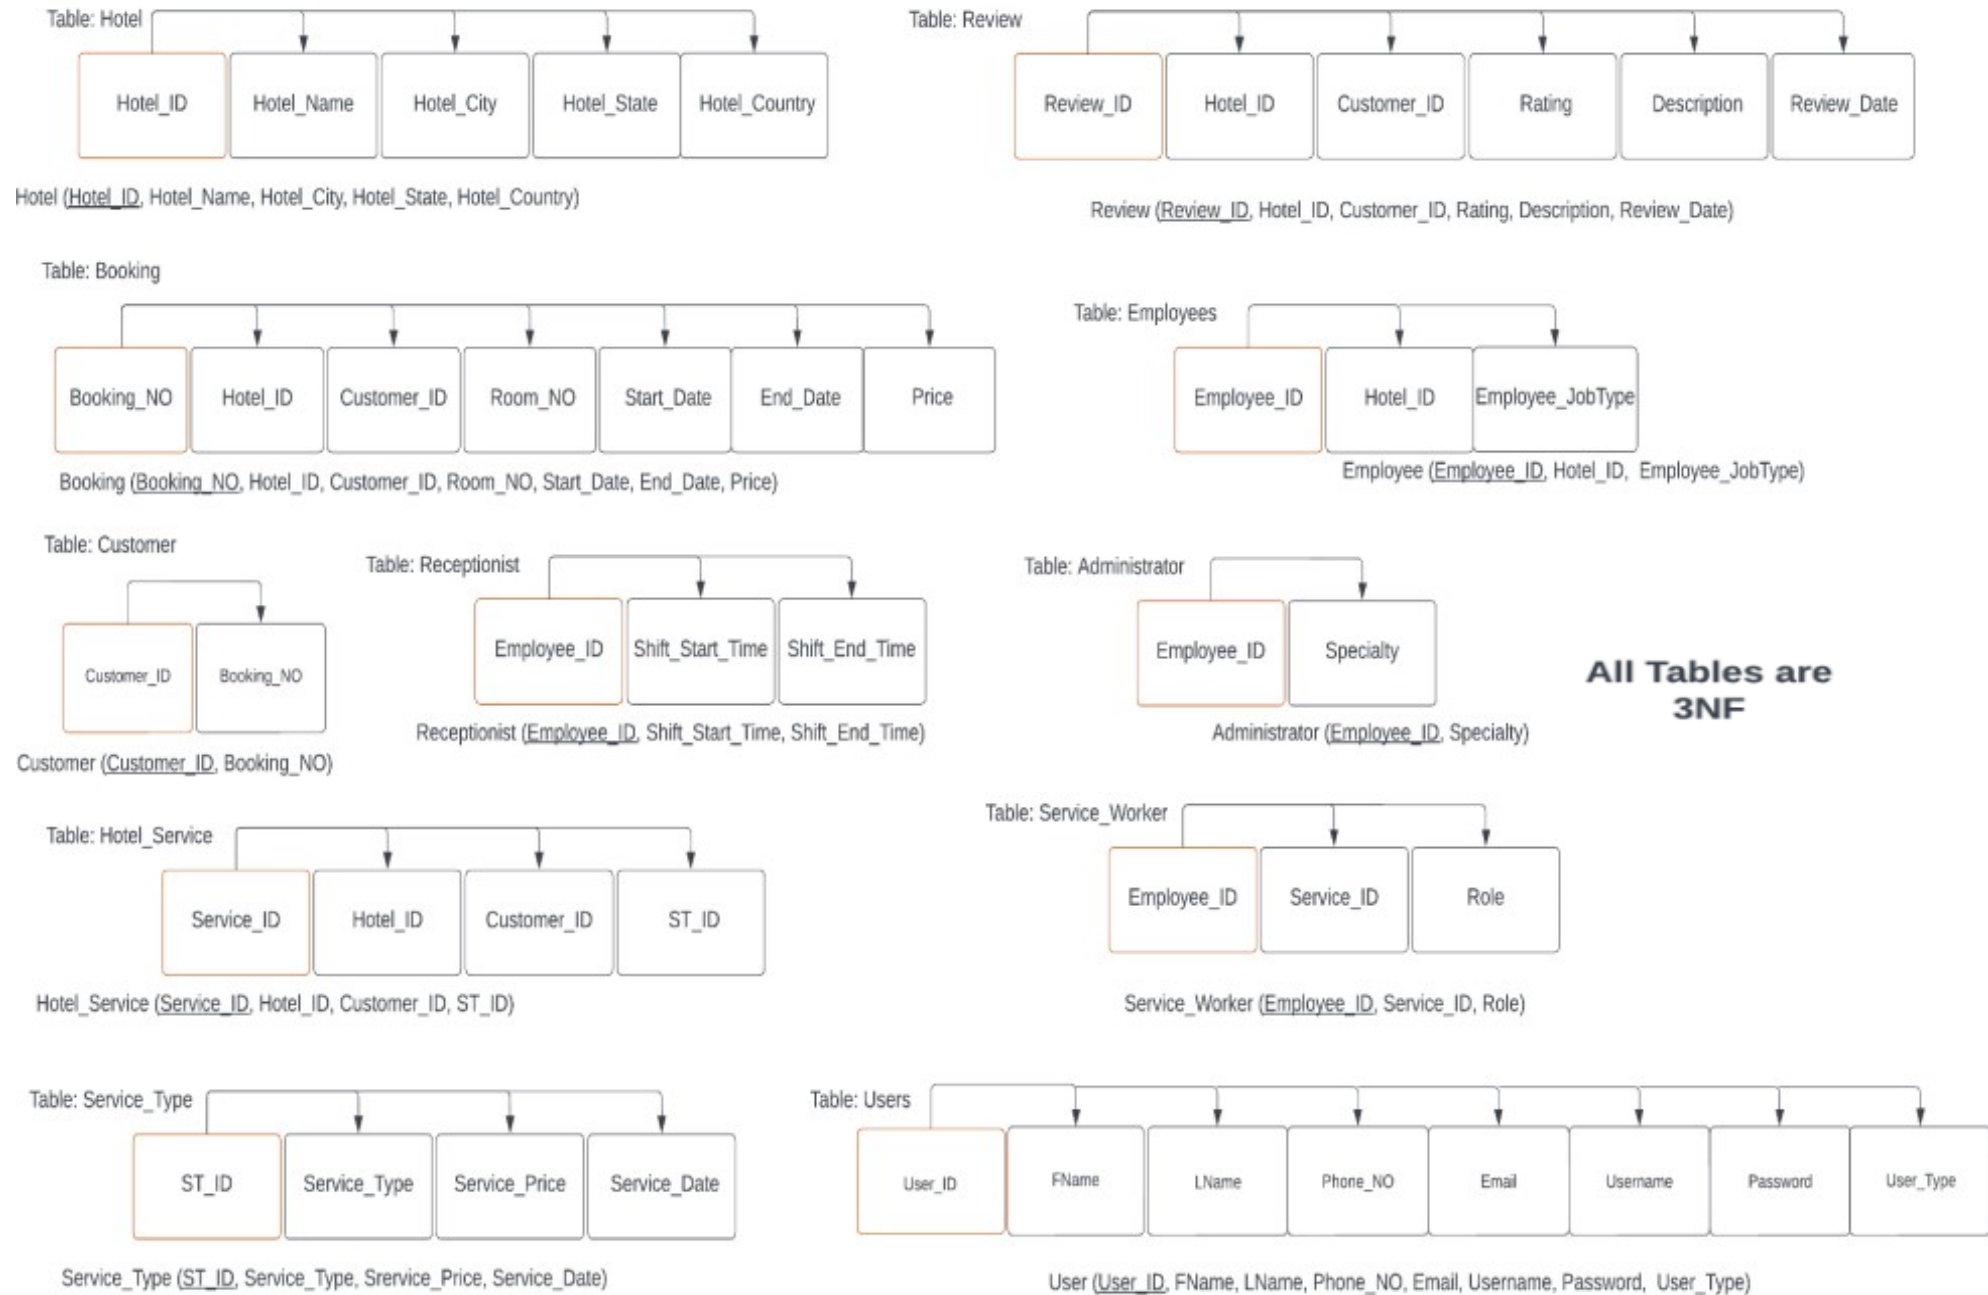 Table: Hotel
Hotel_ID
Hotel_Name
Hotel_City
Hotel_State
Hotel_Country
Hotel (Hotel_ID, Hotel_Name, Hotel_City, Hotel_State, Hotel_Country)
Table: Review
Review_ID
Hotel_ID
Customer_ID
Rating
Description
Review_Date
Review (Review_ID, Hotel_ID, Customer_ID, Rating, Description, Review_Date)
Table: Booking
Booking_NO
Hotel_ID
Customer_ID
Room_NO
Start_Date
End_Date
Price
Booking (Booking_NO, Hotel_ID, Customer_ID, Room_NO, Start_Date, End_Date, Price)
Table: Employees
Employee_ID
Hotel_ID
Employee_JobType
Employee (Employee_ID, Hotel_ID, Employee_JobType)
Table: Customer
Customer_ID
Booking_NO
Customer (Customer_ID, Booking_NO)
Table: Receptionist
Employee_ID
Shift_Start_Time
Shift_End_Time
Receptionist (Employee_ID, Shift_Start_Time, Shift_End_Time)
Table: Administrator
Employee_ID
Specialty
Administrator (Employee_ID, Specialty)
All Tables are
3NF
Table: Hotel_Service
Service_ID
Hotel_ID
Customer_ID
ST_ID
Hotel_Service (Service_ID, Hotel_ID, Customer_ID, ST_ID)
Table: Service_Worker
Employee_ID
Service_ID
Role
Service_Worker (Employee_ID, Service_ID, Role)
Table: Service_Type
ST_ID
Service_Type
Service_Price
Service_Date
Service_Type (ST_ID, Service_Type, Srervice_Price, Service_Date)
Table: Users
User_ID
FName
LName
Phone_NO
Email
Username
Password
User_Type
User (User_ID, FName, LName, Phone_NO, Email, Username, Password, User_Type)